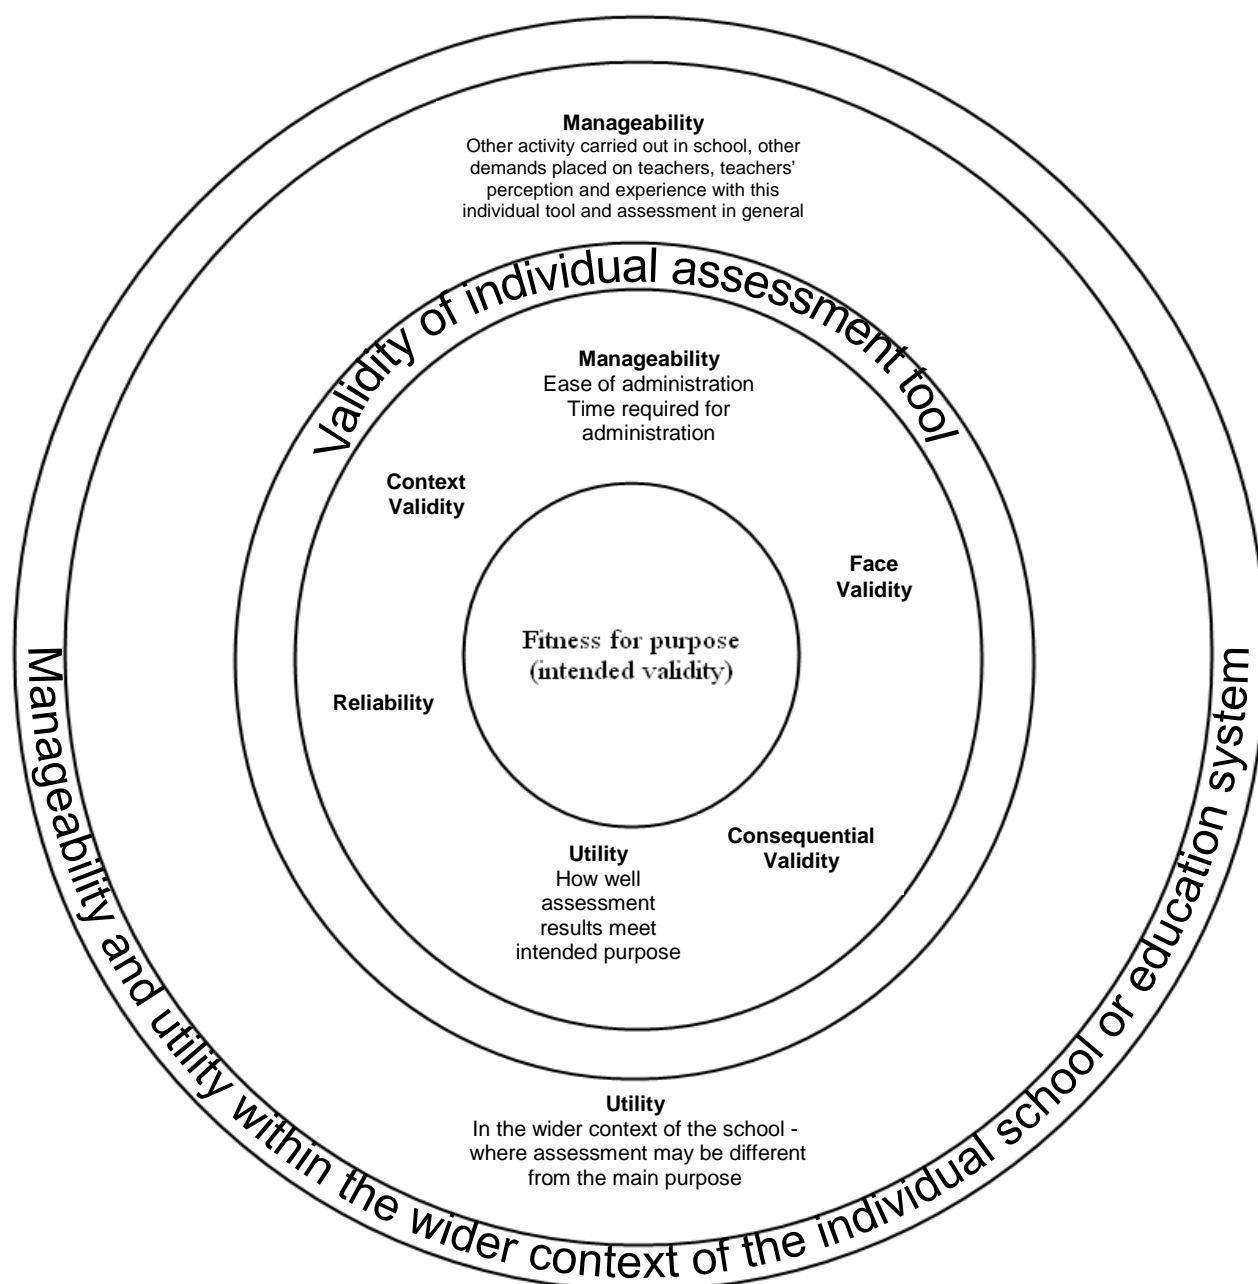 Manageability
Other activity carried out in school, other
demands placed on teachers, teachers’
perception and experience with this
individual tool and assessment in general
Validity of individual assessment tool
Manageability
Ease of administration
Time required for
administration
Context
Validity
Face
Validity
Fitness for purpose
(intended validity)
Reliability
Consequential
Validity
Utility
How well
assessment
results meet
intended purpose
Utility
In the wider context of the school -
where assessment may be different
from the main purpose
Manageability and utility within the wider context of the individual school or education system